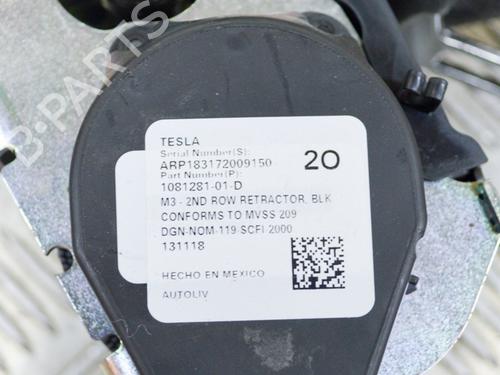 TESLA
Serial Number(S):
ARP183172009150
20
Part Number(P):
1081281-01-D
M3 - 2ND ROW RETRACTOR, BLK
CONFORMS TO MVSS 209
DGN-NOM-119-SCFI-2000
131118
HECHO EN MEXICO
AUTOLIV
B-PARTS